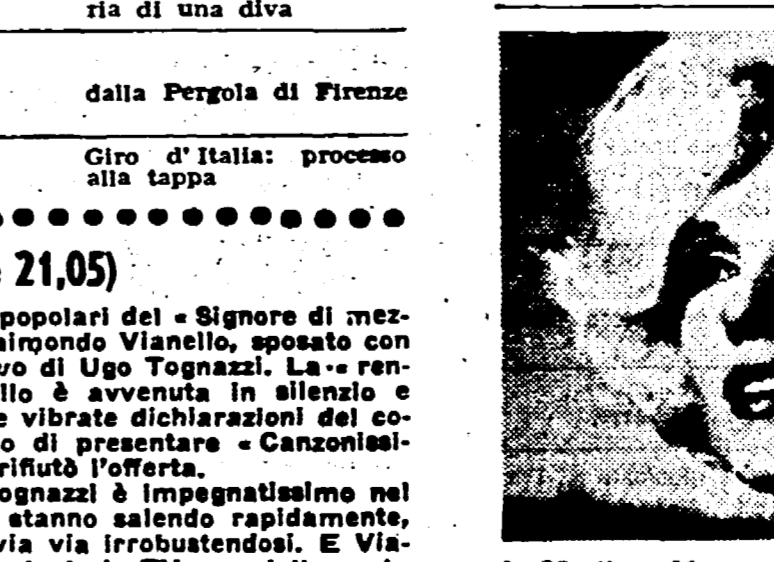 ria di una diva
dalla Pergola di Firenze
Giro d'Italia: processo
alla tappa
21,05)
popolari del « Signore di mez-
aimondo Vianello, sposato con
vo di Ugo Tognazzi. La « ren-
llo è avvenuta in silenzio e
e vibrate dichiarazioni del co-
o di presentare « Canzonissi-
rifiutò l'offerta.
ognazzi è impegnatissimo nel
stanno salendo rapidamente,
via via irrobustendosi. E Via-